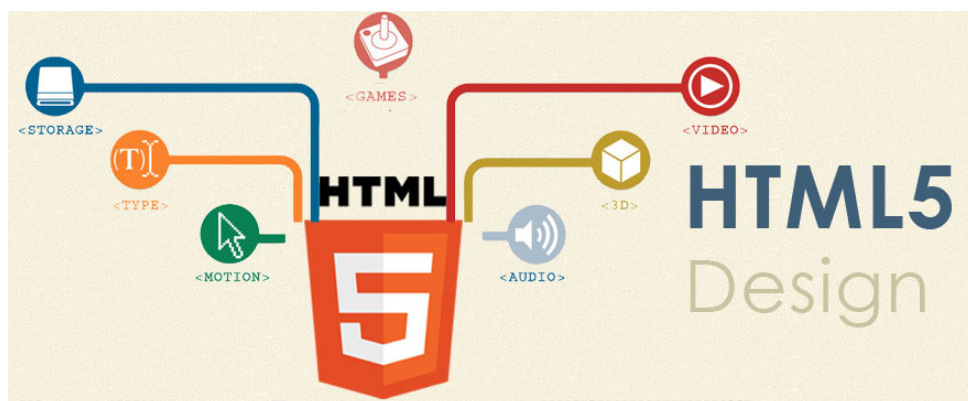 <GAMES>
<STORAGE>
<VIDEO>
(T)
<TYPE>
<3D>
HTML
HTML5
<MOTION>
<AUDIO>
5
Design